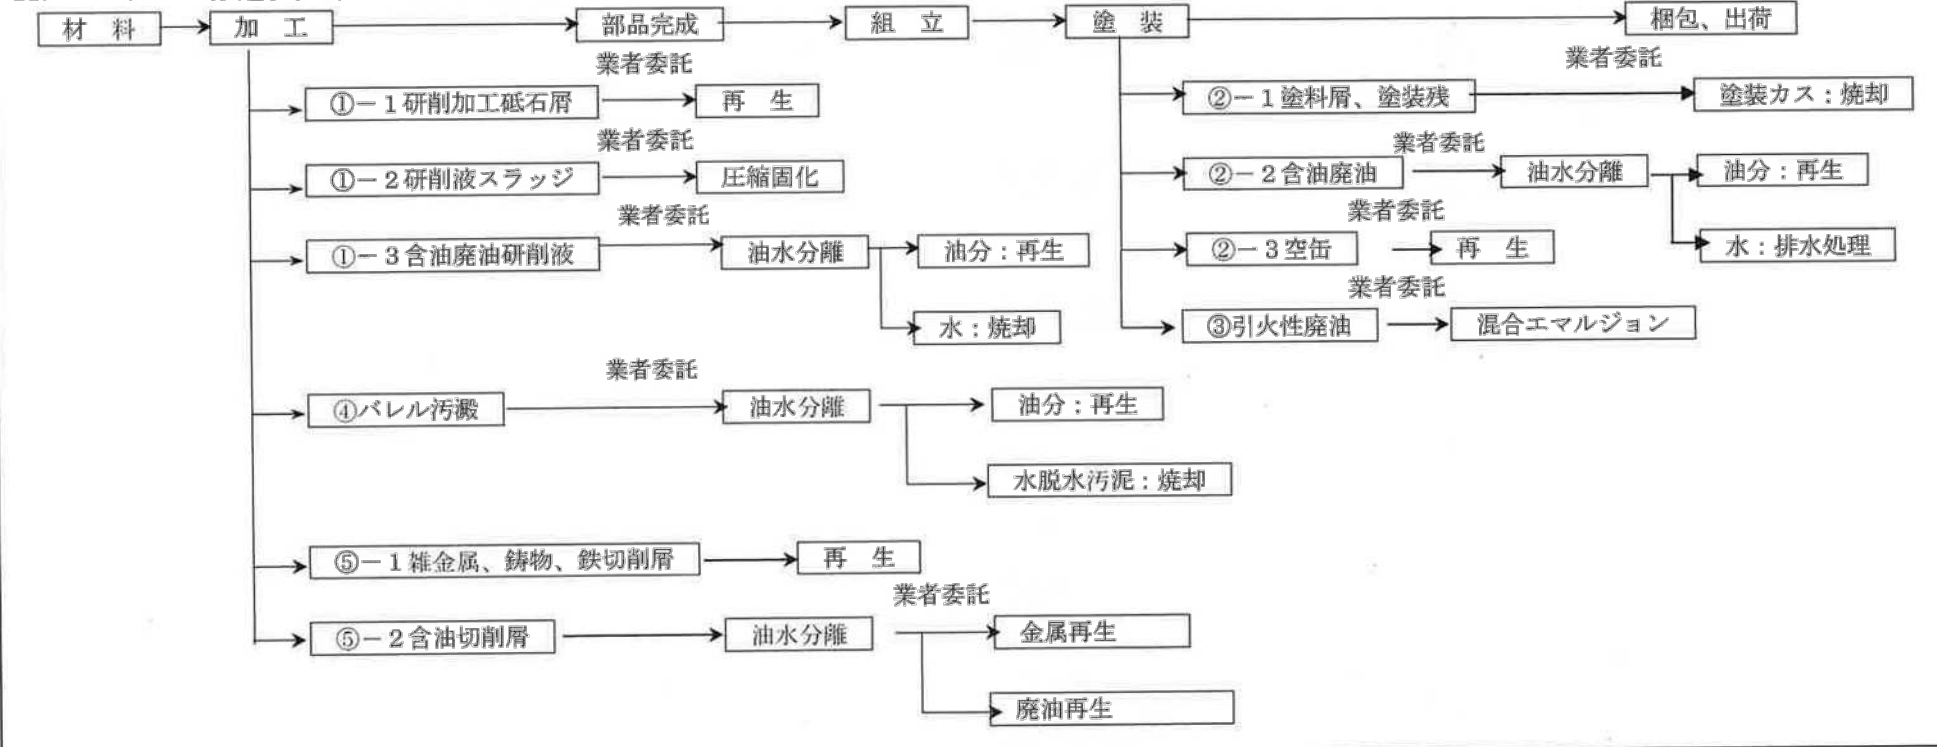 材　料
加　工
部品完成
組　立
塗　装
梱包、出荷
業者委託
①－１研削加工砥石屑
再　生
業者委託
①－２研削液スラッジ
圧縮固化
業者委託
①－３含油廃油研削液
油水分離
油分：再生
水：焼却
業者委託
④バレル汚澱
油水分離
油分：再生
水脱水汚泥：焼却
⑤－１雑金属、鋳物、鉄切削屑
再　生
業者委託
⑤－２含油切削屑
油水分離
金属再生
廃油再生
業者委託
②－１塗料屑、塗装残
塗装カス：焼却
業者委託
②－２含油廃油
油水分離
油分：再生
水：排水処理
業者委託
②－３空缶
再　生
業者委託
③引火性廃油
混合エマルジョン